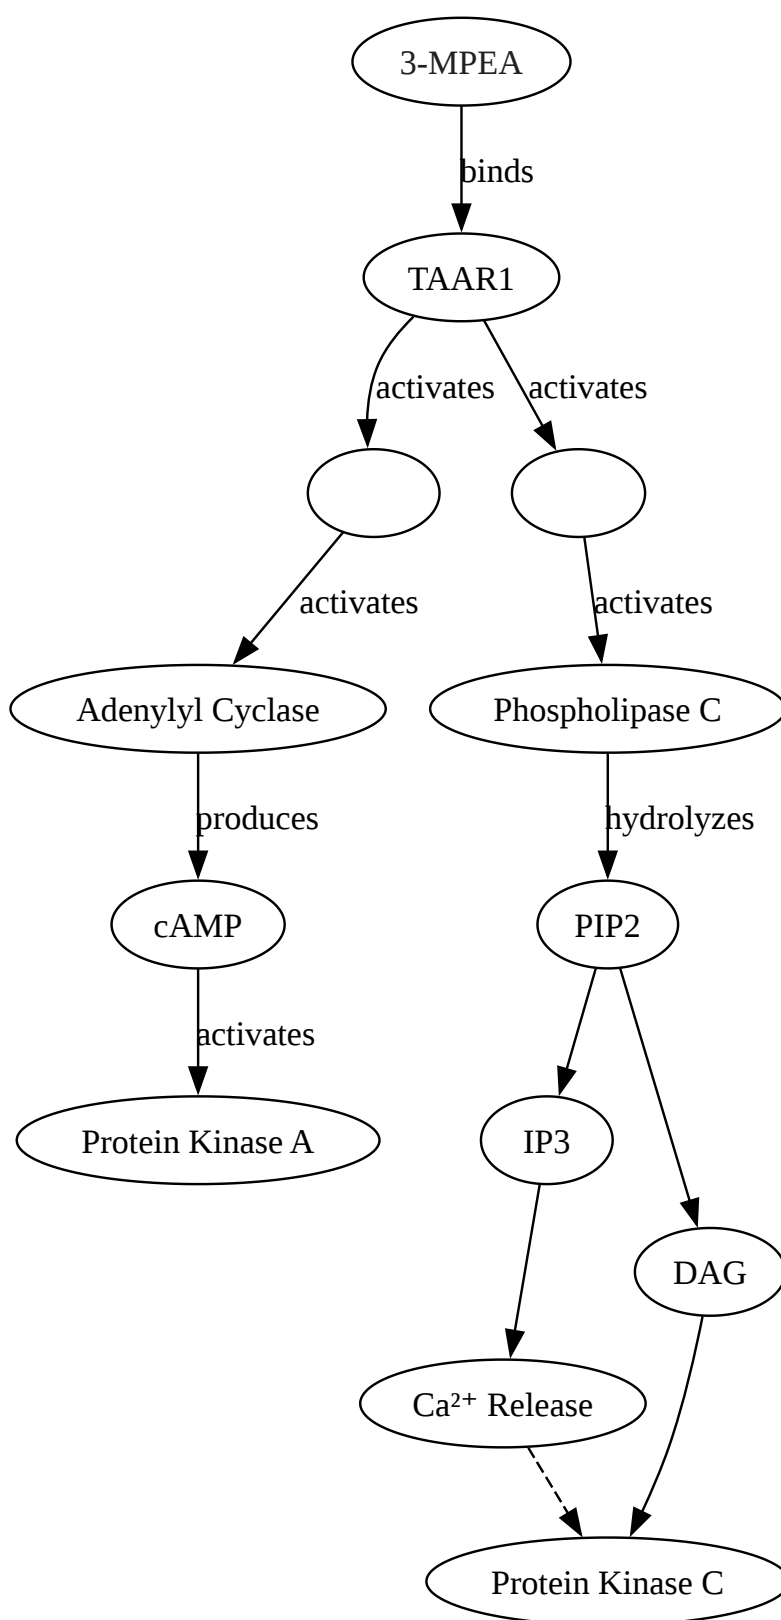 3-MPEA
binds
TAAR1
activates
activates
activates
activates
Adenylyl Cyclase
Phospholipase C
produces
hydrolyzes
cAMP
PIP2
activates
Protein Kinase A
IP3
DAG
Ca²⁺ Release
Protein Kinase C